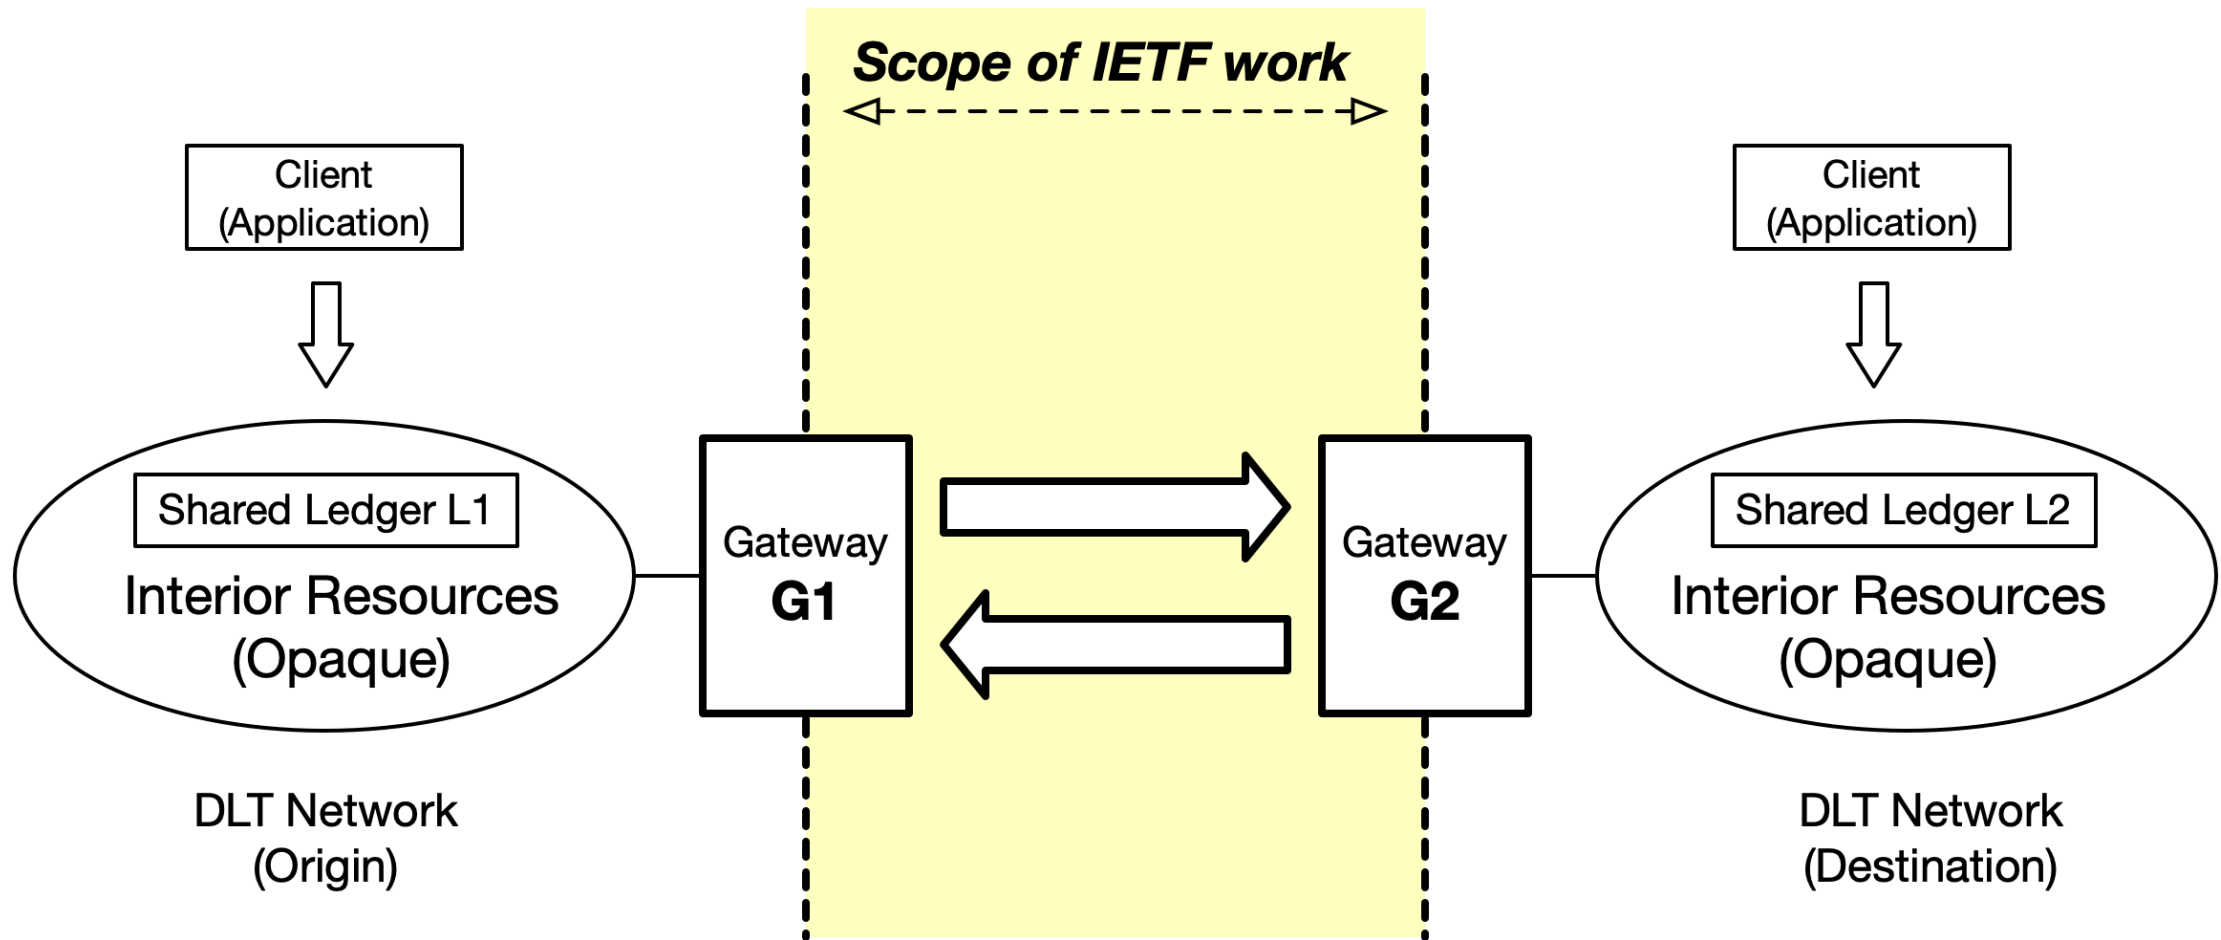 Scope of IETF work
Client
(Application)
Client
(Application)
Shared Ledger L1
Interior Resources
(Opaque)
Gateway
G1
Gateway
G2
Shared Ledger L2
Interior Resources
(Opaque)
DLT Network
(Origin)
DLT Network
(Destination)